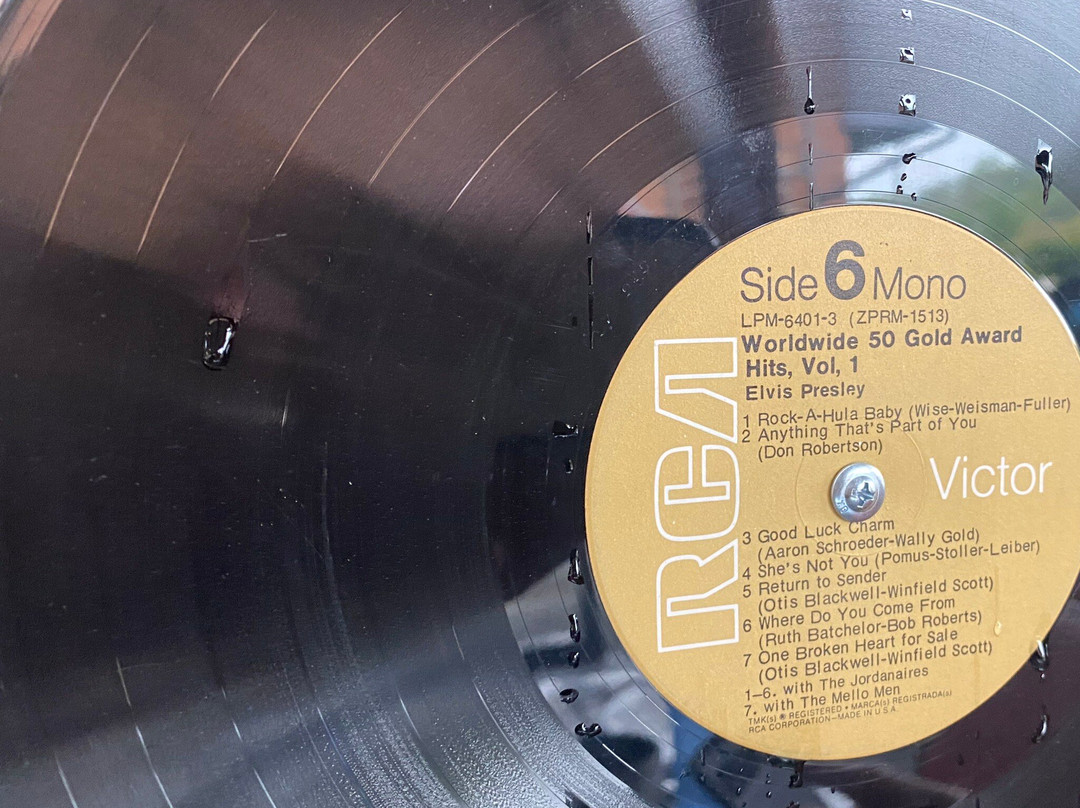 Side 6 Mono
LPM-6401-3 (ZPRM-1513)
Worldwide 50 Gold Award
Hits, Vol, 1
Elvis Presley
1 Rock-A-Hula Baby (Wise-Weisman-Fuller)
2 Anything That's Part of You
(Don Robertson)
RCA
Victor
3 Good Luck Charm
(Aaron Schroeder-Wally Gold)
4 She's Not You (Pomus-Stoller-Leiber)
5 Return to Sender
(Otis Blackwell-Winfield Scott)
6 Where Do You Come From
(Ruth Batchelor-Bob Roberts)
7 One Broken Heart for Sale
(Otis Blackwell-Winfield Scott)
1–6. with The Jordanaires
7. with The Mello Men
TMK(s) ® REGISTERED • MARCA(s) REGISTRADA(s)
RCA CORPORATION—MADE IN U.S.A.